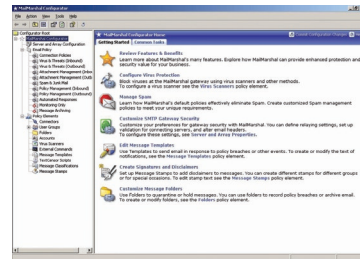 MailMarshal Configurator
File Action View Tools Help
Configurator Root
MailMarshal Configurator
Server and Array Configuration
Email Policy
Connection Policies
Virus & Threats (Inbound)
Virus & Threats (Outbound)
Attachment Management (Inbou
Attachment Management (Outb
Spam & Junk Mail
Policy Management (Inbound)
Policy Management (Outbound)
Automated Responses
Monitoring Only
Policy Elements
Connectors
User Groups
Folders
Accounts
Virus Scanners
External Commands
Message Templates
TextCensor Scripts
Message Classifications
Message Stamps
MailMarshal Configurator Home
Commit Configuration Changes
Getting Started Common Tasks
Review Features & Benefits
Learn more about MailMarshal's many features. Explore how MailMarshal can provide enhanced protection and
security value for your business.
Configure Virus Protection
Block viruses at the MailMarshal gateway using virus scanners and other methods.
To configure a virus scanner see the Virus Scanners policy element.
Manage Spam
Learn how MailMarshal's default policies effectively eliminate Spam. Create customized Spam management
policies to meet your unique requirements.
Customize SMTP Gateway Security
Customize your preferences for gateway security with MailMarshal. You can define relaying settings, set up
validation for connecting servers, and alter email headers.
To configure these settings, see Server and Array Properties.
Edit Message Templates
Use Templates to send email in response to policy breaches or other events. To create or modify the text of
notifications, see the Message Templates policy element.
Create Signatures and Disclaimers
Set up Message Stamps to add disclaimers to messages. You can create different stamps for different groups
or for special occasions. To edit stamp text see the Message Stamps policy element.
Customize Message Folders
Use Folders to quarantine or hold messages. You can use folders to record policy breaches or archive email.
To create or modify folders, see the Folders policy element.